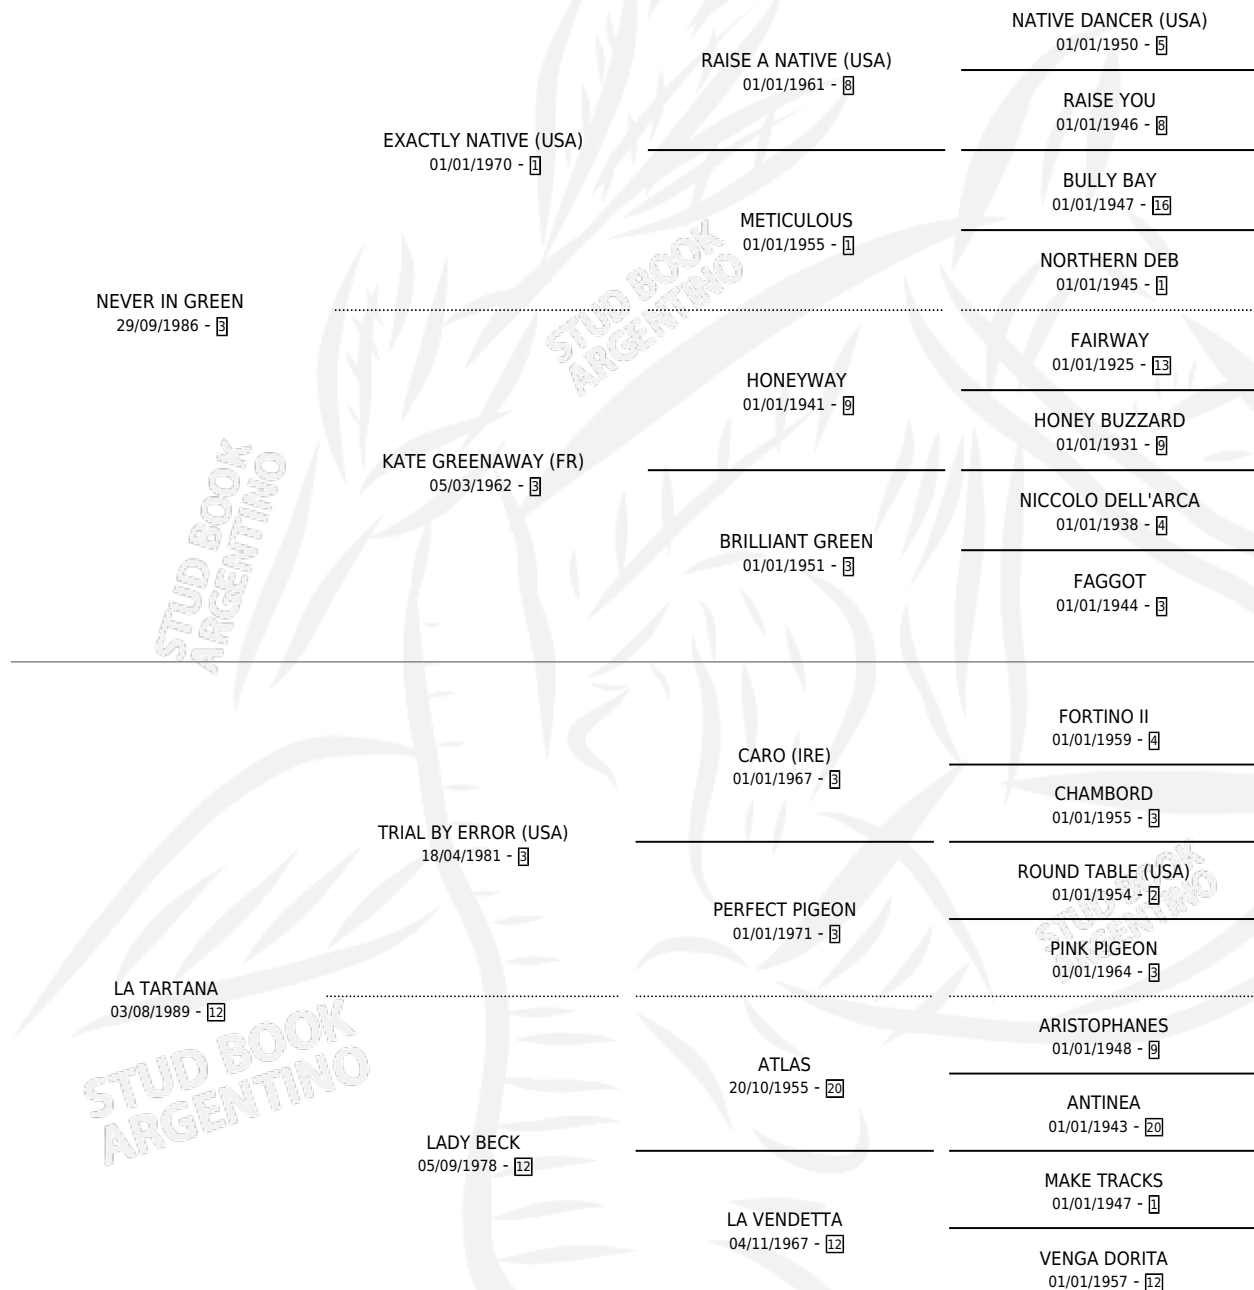 NATIVE DANCER (USA)
01/01/1950 - 5
RAISE A NATIVE (USA)
01/01/1961 - 8
RAISE YOU
01/01/1946 - 8
EXACTLY NATIVE (USA)
01/01/1970 - 1
BULLY BAY
01/01/1947 - 16
METICULOUS
01/01/1955 - 1
NORTHERN DEB
01/01/1945 - 1
NEVER IN GREEN
29/09/1986 - 3
FAIRWAY
01/01/1925 - 13
HONEYWAY
01/01/1941 - 9
HONEY BUZZARD
01/01/1931 - 9
KATE GREENAWAY (FR)
05/03/1962 - 3
NICCOLO DELL'ARCA
01/01/1938 - 4
BRILLIANT GREEN
01/01/1951 - 3
FAGGOT
01/01/1944 - 3
FORTINO II
01/01/1959 - 4
CARO (IRE)
01/01/1967 - 3
CHAMBORD
01/01/1955 - 3
TRIAL BY ERROR (USA)
18/04/1981 - 3
ROUND TABLE (USA)
01/01/1954 - 2
PERFECT PIGEON
01/01/1971 - 3
PINK PIGEON
01/01/1964 - 3
LA TARTANA
03/08/1989 - 12
ARISTOPHANES
01/01/1948 - 9
ATLAS
20/10/1955 - 20
ANTINEA
01/01/1943 - 20
LADY BECK
05/09/1978 - 12
MAKE TRACKS
01/01/1947 - 1
LA VENDETTA
04/11/1967 - 12
VENGA DORITA
01/01/1957 - 12
STUD BOOK
ARGENTINO
STUD BOOK
ARGENTINO
STUD BOOK
ARGENTINO
STUD BOOK
ARGENTINO